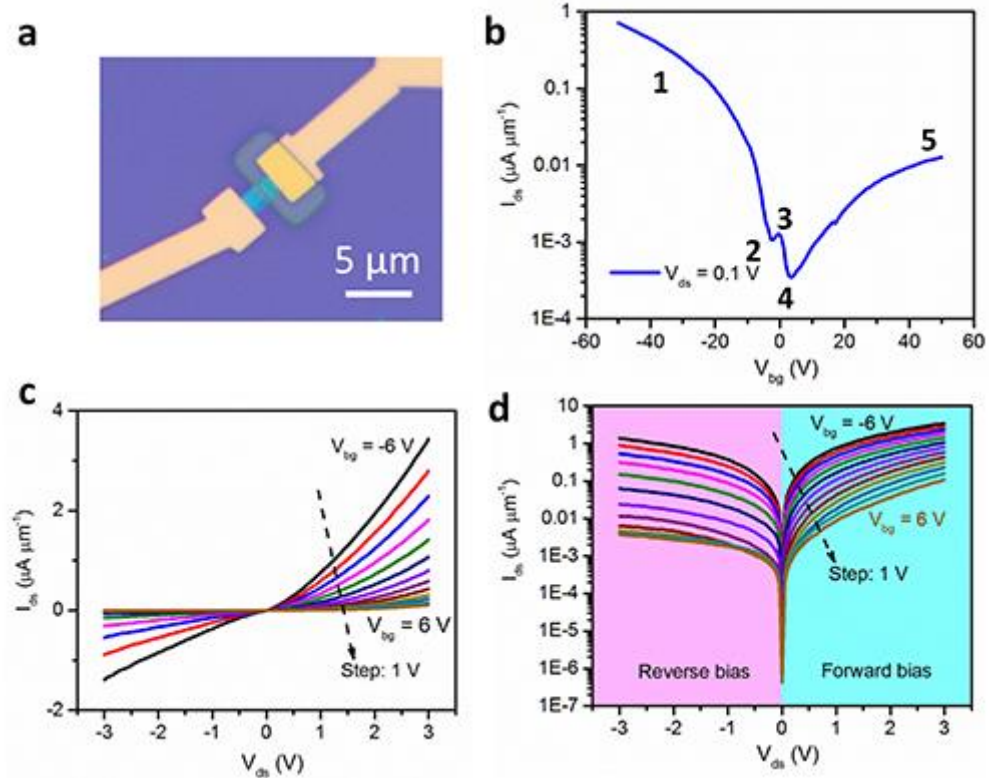 a
5 μm
b
I_ds (μA μm⁻¹)
1
0.1
0.01
1E-3
1E-4
1
2
3
4
5
V_ds = 0.1 V
-60
-40
-20
0
20
40
60
V_bg (V)
c
I_ds (μA μm⁻¹)
4
2
0
-2
V_bg = -6 V
V_bg = 6 V
Step: 1 V
-3
-2
-1
0
1
2
3
V_ds (V)
d
I_ds (μA μm⁻¹)
10
1
0.1
0.01
1E-3
1E-4
1E-5
1E-6
1E-7
V_bg = -6 V
V_bg = 6 V
Step: 1 V
Reverse bias
Forward bias
-3
-2
-1
0
1
2
3
V_ds (V)